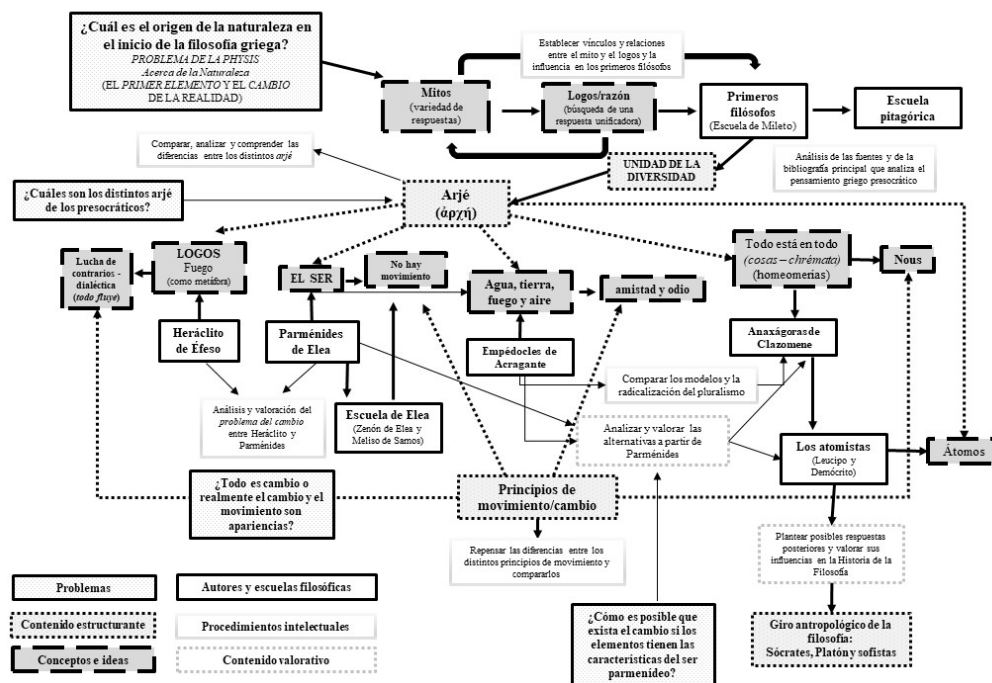 ¿Cuál es el origen de la naturaleza en
el inicio de la filosofía griega?
PROBLEMA DE LA PHYSIS
Acerca de la Naturaleza
(EL PRIMER ELEMENTO Y EL CAMBIO
DE LA REALIDAD)
Establecer vínculos y relaciones
entre el mito y el logos y la
influencia en los primeros filósofos
Mitos
(variedad de
respuestas)
Logos/razón
(búsqueda de una
respuesta unificadora)
Primeros
filósofos
(Escuela de Mileto)
Escuela
pitagórica
Comparar, analizar y comprender las
diferencias entre los distintos arjé
UNIDAD DE LA
DIVERSIDAD
Análisis de las fuentes y de la
bibliografía principal que analiza el
pensamiento griego presocrático
¿Cuáles son los distintos arjé
de los presocráticos?
Arjé
(ἀρχή)
Lucha de
contrarios -
dialéctica
(todo fluye)
LOGOS
Fuego
(como metáfora)
EL SER
No hay
movimiento
Agua, tierra,
fuego y aire
amistad y odio
Todo está en todo
(cosas – chrémata)
(homeomerías)
Nous
Heráclito
de Éfeso
Parménides
de Elea
Empédocles de
Acragante
Anaxágoras de
Clazomene
Comparar los modelos y la
radicalización del pluralismo
Análisis y valoración del
problema del cambio
entre Heráclito y
Parménides
Escuela de Elea
(Zenón de Elea y
Meliso de Samos)
Analizar y valorar las
alternativas a partir de
Parménides
Los atomistas
(Leucipo y
Demócrito)
Átomos
¿Todo es cambio o
realmente el cambio y el
movimiento son
apariencias?
Principios de
movimiento/cambio
Repensar las diferencias entre los
distintos principios de movimiento y
compararlos
Plantear posibles respuestas
posteriores y valorar sus
influencias en la Historia de la
Filosofía
¿Cómo es posible que
exista el cambio si los
elementos tienen las
características del ser
parmenídeo?
Giro antropológico de la
filosofía:
Sócrates, Platón y sofistas
Problemas
Autores y escuelas filosóficas
Contenido estructurante
Procedimientos intelectuales
Conceptos e ideas
Contenido valorativo